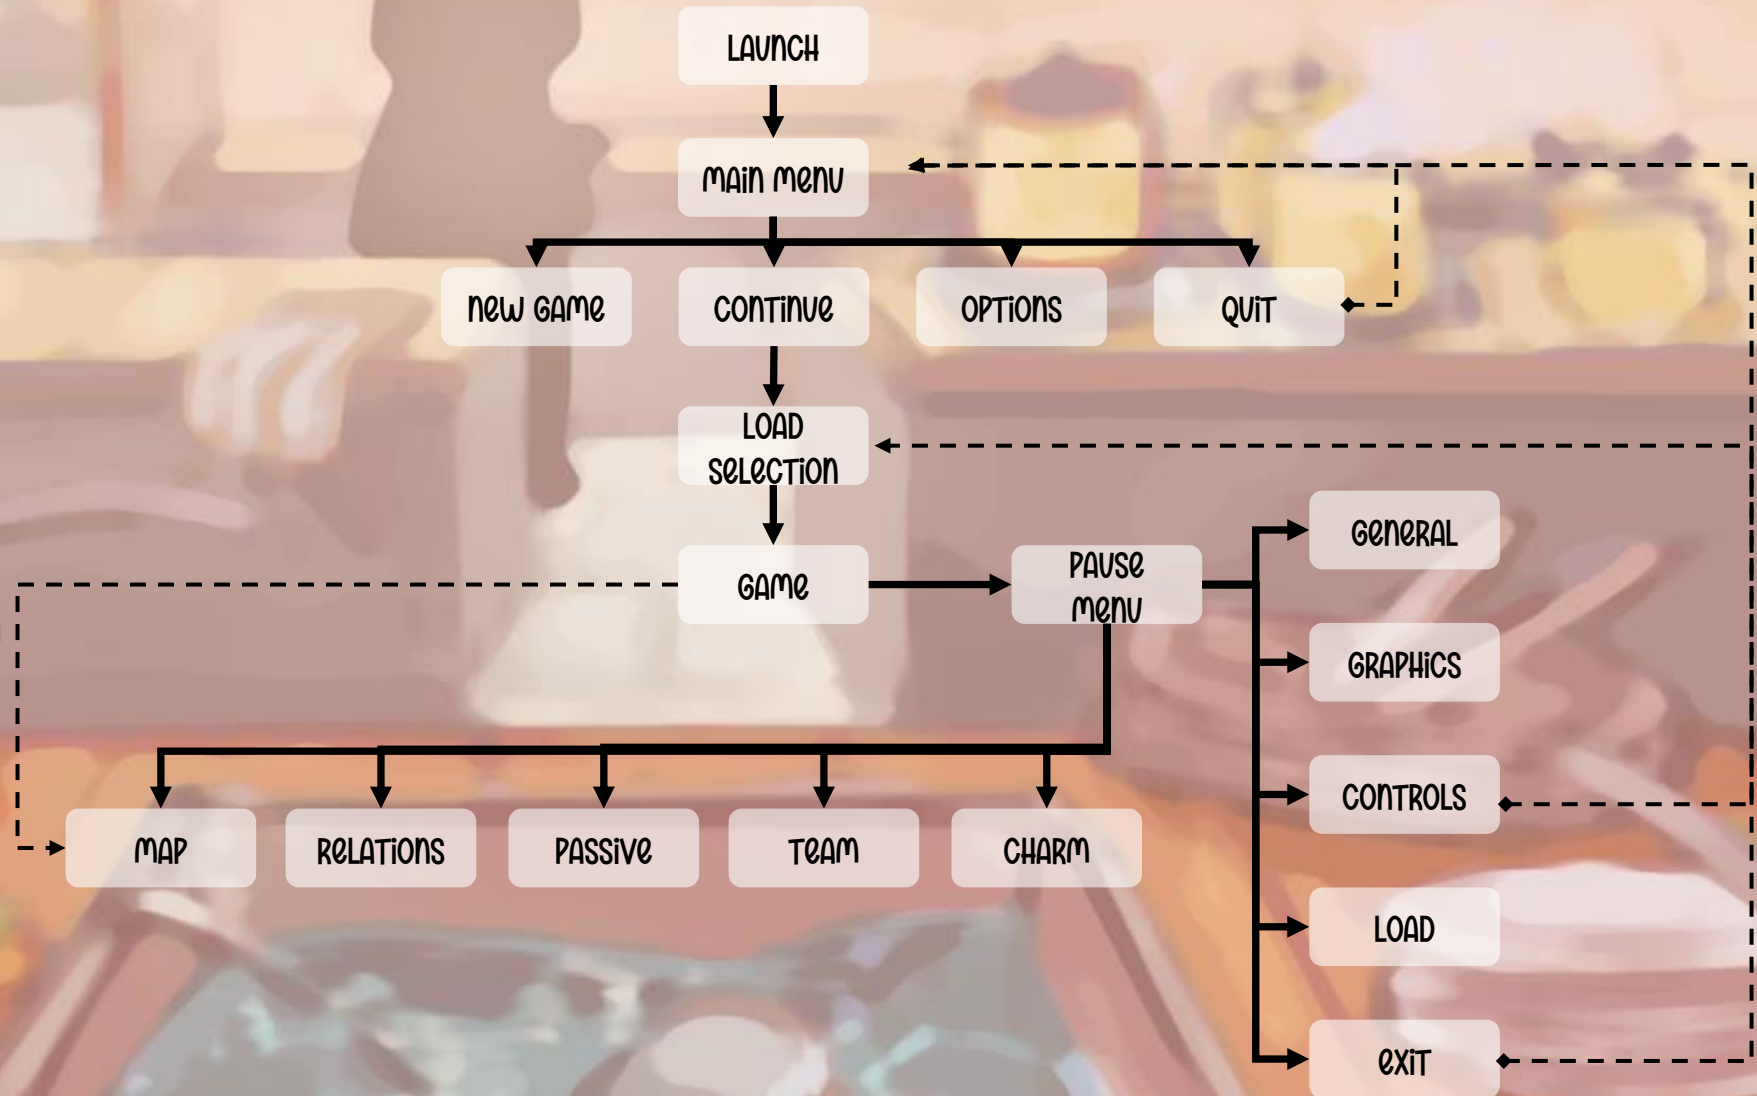 LAUNCH
MAiN MeNU
NeW GAMe
CONTiNUe
OPTiONS
QUiT
LOAD
SeLeCTiON
GAMe
PAUSe
MeNU
GeNeRAL
GRAPHiCS
CONTROLS
LOAD
eXiT
MAP
ReLATiONS
PASSiVe
TeAM
CHARM